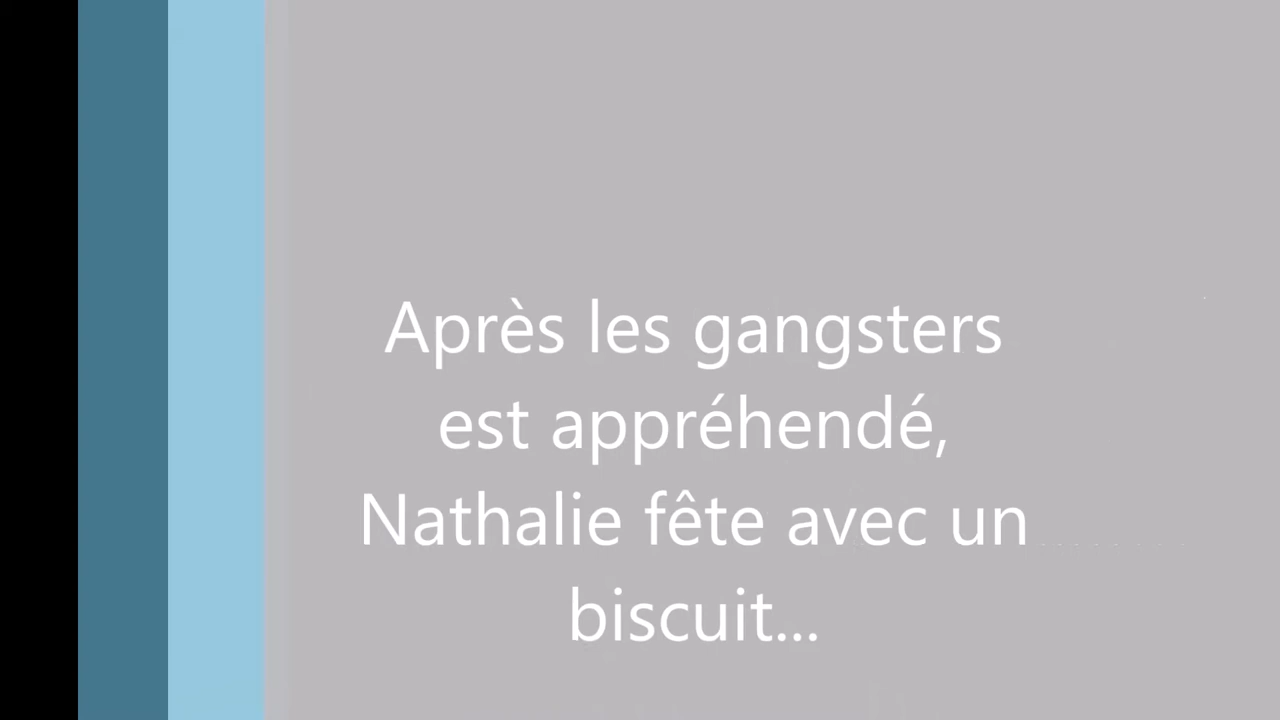 Après les gangsters
est appréhendé,
Nathalie fête avec un
biscuit...